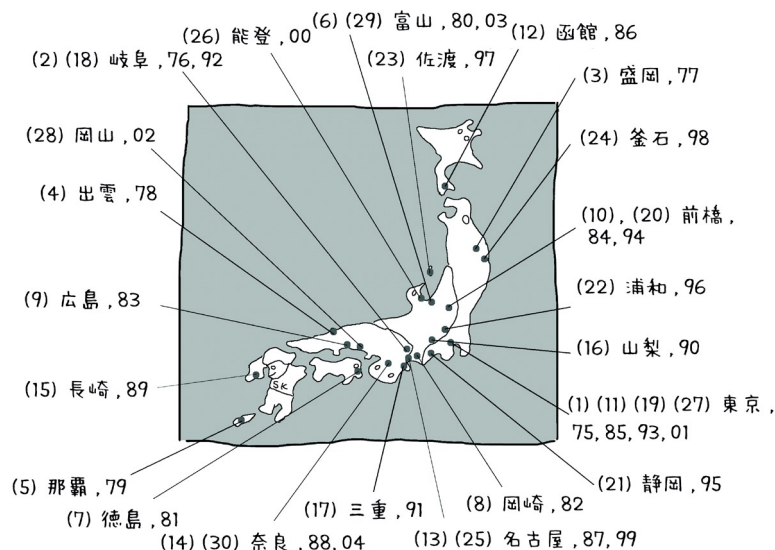 (6) (29) 富山, 80, 03
(26) 能登, 00
(12) 函館, 86
(2) (18) 岐阜, 76, 92
(23) 佐渡, 97
(3) 盛岡, 77
(28) 岡山, 02
(24) 釜石, 98
(4) 出雲, 78
(10), (20) 前橋,
84, 94
(22) 浦和, 96
(9) 広島, 83
(16) 山梨, 90
SK
(15) 長崎, 89
(1) (11) (19) (27) 東京,
75, 85, 93, 01
(5) 那覇, 79
(21) 静岡, 95
(7) 徳島, 81
(17) 三重, 91
(8) 岡崎, 82
(14) (30) 奈良, 88, 04
(13) (25) 名古屋, 87, 99